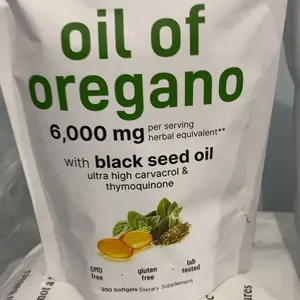 oil of
oregano
6,000 mg per serving
herbal equivalent**
with black seed oil
ultra high carvacrol &
thymoquinone
GMO free · gluten free · lab tested
300 Softgels Dietary Supplement
not a